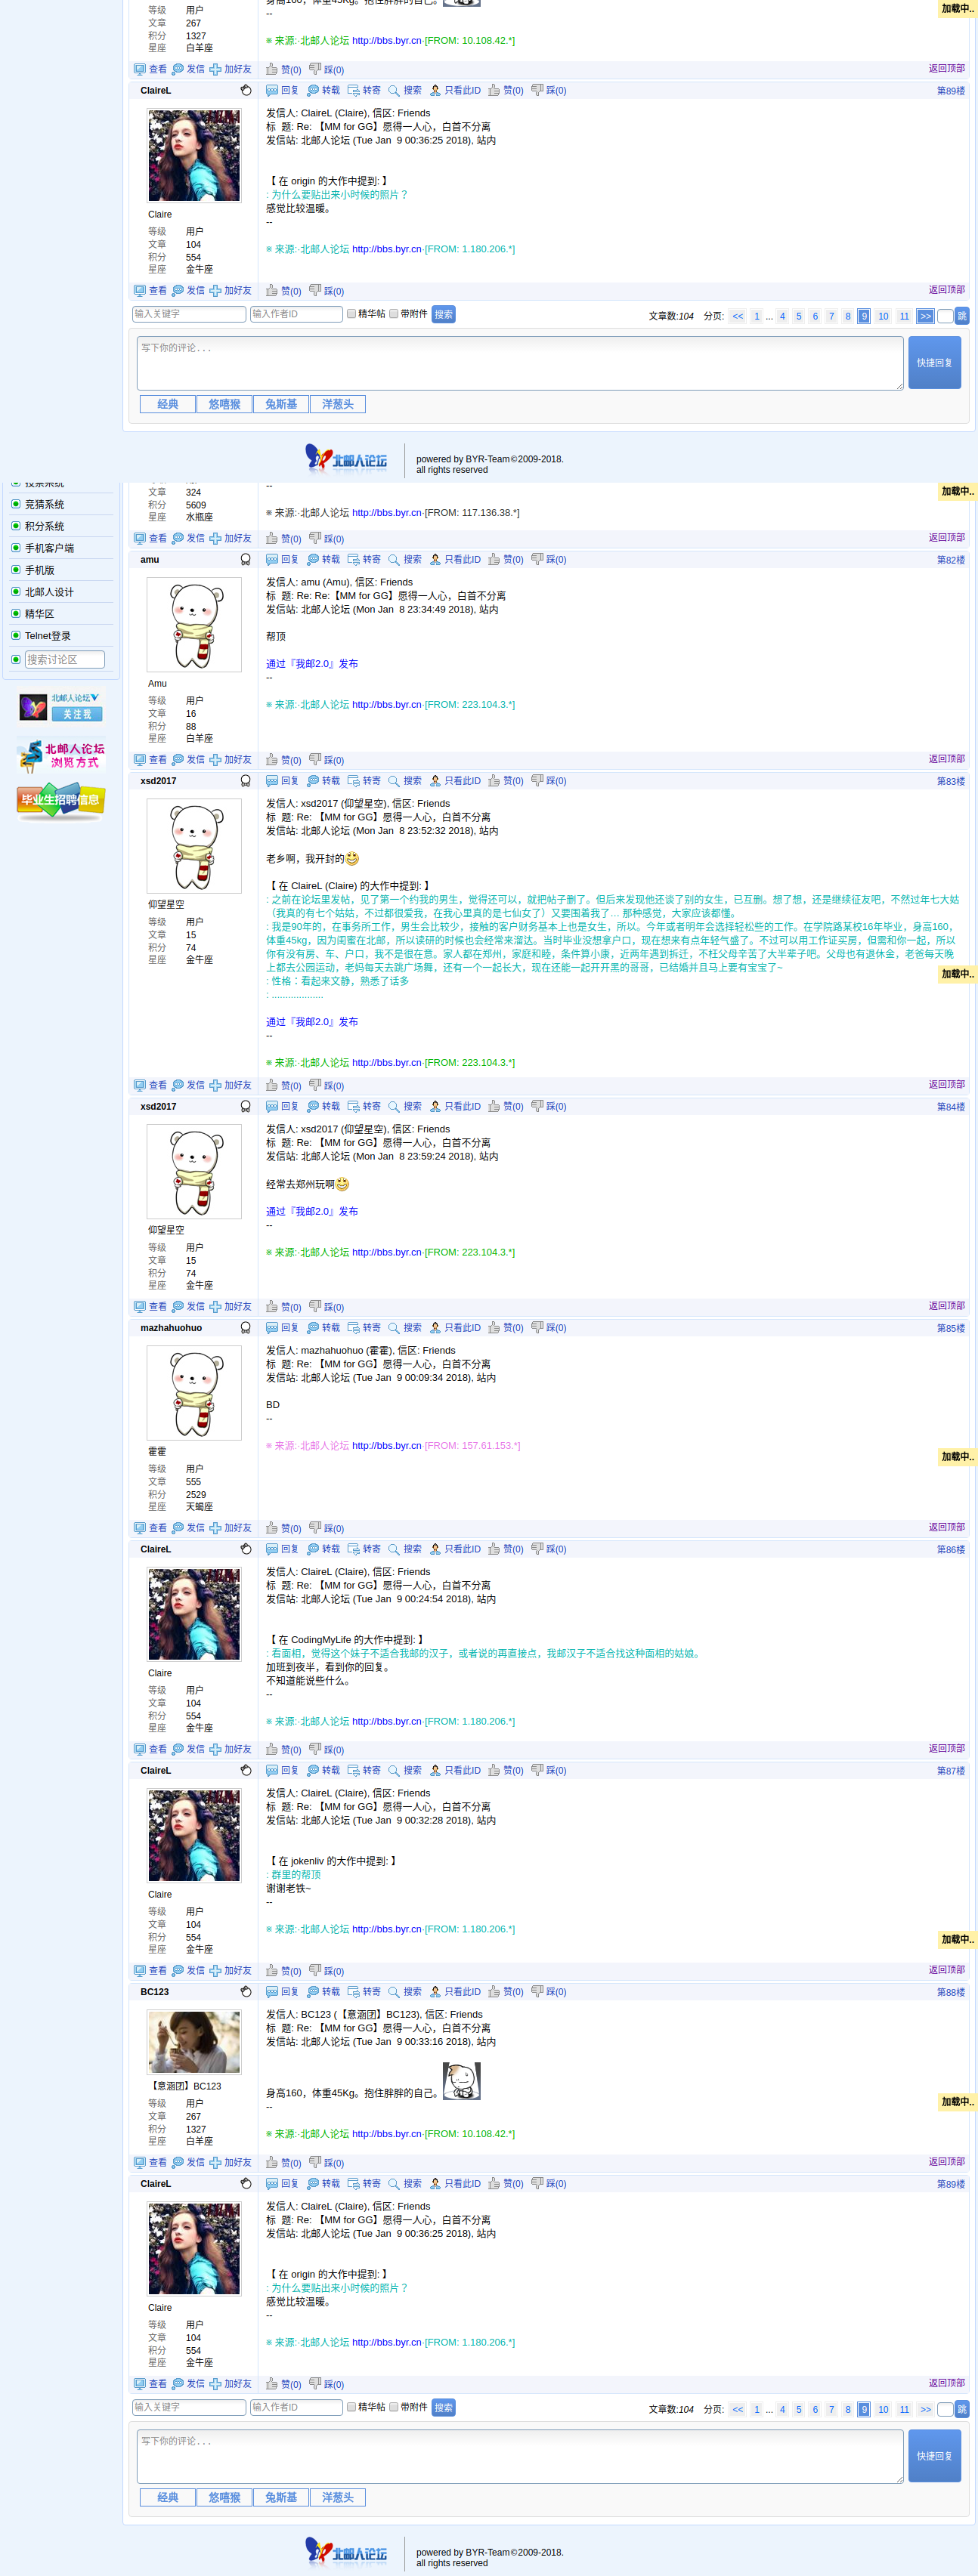 身高160，体重45Kg。抱住胖胖的自己。
等级 用户
文章 267
积分 1327
星座 白羊座
--
※ 来源:·北邮人论坛 http://bbs.byr.cn·[FROM: 10.108.42.*]
加载中..
查看 发信 加好友 赞(0) 踩(0) 返回顶部
ClaireL 回复 转载 转寄 搜索 只看此ID 赞(0) 踩(0) 第89楼
发信人: ClaireL (Claire), 信区: Friends
标  题: Re: 【MM for GG】愿得一人心，白首不分离
发信站: 北邮人论坛 (Tue Jan  9 00:36:25 2018), 站内
【 在 origin 的大作中提到: 】
: 为什么要贴出来小时候的照片？
感觉比较温暖。
--
※ 来源:·北邮人论坛 http://bbs.byr.cn·[FROM: 1.180.206.*]
Claire
等级 用户
文章 104
积分 554
星座 金牛座
查看 发信 加好友 赞(0) 踩(0) 返回顶部
输入关键字 输入作者ID 精华帖 带附件 搜索 文章数:104 分页: << 1 ... 4 5 6 7 8 9 10 11 >> 跳
写下你的评论...
快捷回复
经典 悠嘻猴 兔斯基 洋葱头
北邮人论坛
powered by BYR-Team©2009-2018.
all rights reserved
投票系统
竞猜系统
积分系统
手机客户端
手机版
北邮人设计
精华区
Telnet登录
搜索讨论区
北邮人论坛
关注我
北邮人论坛
浏览方式
毕业生招聘信息
文章 324
积分 5609
星座 水瓶座
--
※ 来源:·北邮人论坛 http://bbs.byr.cn·[FROM: 117.136.38.*]
加载中..
查看 发信 加好友 赞(0) 踩(0) 返回顶部
amu 回复 转载 转寄 搜索 只看此ID 赞(0) 踩(0) 第82楼
发信人: amu (Amu), 信区: Friends
标  题: Re: Re:【MM for GG】愿得一人心，白首不分离
发信站: 北邮人论坛 (Mon Jan  8 23:34:49 2018), 站内
帮顶
通过『我邮2.0』发布
--
※ 来源:·北邮人论坛 http://bbs.byr.cn·[FROM: 223.104.3.*]
Amu
等级 用户
文章 16
积分 88
星座 白羊座
查看 发信 加好友 赞(0) 踩(0) 返回顶部
xsd2017 回复 转载 转寄 搜索 只看此ID 赞(0) 踩(0) 第83楼
发信人: xsd2017 (仰望星空), 信区: Friends
标  题: Re: 【MM for GG】愿得一人心，白首不分离
发信站: 北邮人论坛 (Mon Jan  8 23:52:32 2018), 站内
老乡啊，我开封的
【 在 ClaireL (Claire) 的大作中提到: 】
: 之前在论坛里发帖，见了第一个约我的男生，觉得还可以，就把帖子删了。但后来发现他还谈了别的女生，已互删。想了想，还是继续征友吧，不然过年七大姑
（我真的有七个姑姑，不过都很爱我，在我心里真的是七仙女了）又要围着我了… 那种感觉，大家应该都懂。
: 我是90年的，在事务所工作，男生会比较少，接触的客户财务基本上也是女生，所以。今年或者明年会选择轻松些的工作。在学院路某校16年毕业，身高160，
体重45kg，因为闺蜜在北邮，所以读研的时候也会经常来溜达。当时毕业没想拿户口，现在想来有点年轻气盛了。不过可以用工作证买房，但需和你一起，所以
你有没有房、车、户口，我不是很在意。家人都在郑州，家庭和睦，条件算小康，近两年遇到拆迁，不枉父母辛苦了大半辈子吧。父母也有退休金，老爸每天晚
上都去公园运动，老妈每天去跳广场舞，还有一个一起长大，现在还能一起开开黑的哥哥，已结婚并且马上要有宝宝了~
: 性格：看起来文静，熟悉了话多
: ...................
加载中..
通过『我邮2.0』发布
--
※ 来源:·北邮人论坛 http://bbs.byr.cn·[FROM: 223.104.3.*]
仰望星空
等级 用户
文章 15
积分 74
星座 金牛座
查看 发信 加好友 赞(0) 踩(0) 返回顶部
xsd2017 回复 转载 转寄 搜索 只看此ID 赞(0) 踩(0) 第84楼
发信人: xsd2017 (仰望星空), 信区: Friends
标  题: Re: 【MM for GG】愿得一人心，白首不分离
发信站: 北邮人论坛 (Mon Jan  8 23:59:24 2018), 站内
经常去郑州玩啊
通过『我邮2.0』发布
--
※ 来源:·北邮人论坛 http://bbs.byr.cn·[FROM: 223.104.3.*]
仰望星空
等级 用户
文章 15
积分 74
星座 金牛座
查看 发信 加好友 赞(0) 踩(0) 返回顶部
mazhahuohuo 回复 转载 转寄 搜索 只看此ID 赞(0) 踩(0) 第85楼
发信人: mazhahuohuo (霍霍), 信区: Friends
标  题: Re: 【MM for GG】愿得一人心，白首不分离
发信站: 北邮人论坛 (Tue Jan  9 00:09:34 2018), 站内
BD
--
※ 来源:·北邮人论坛 http://bbs.byr.cn·[FROM: 157.61.153.*]
霍霍
等级 用户
文章 555
积分 2529
星座 天蝎座
加载中..
查看 发信 加好友 赞(0) 踩(0) 返回顶部
ClaireL 回复 转载 转寄 搜索 只看此ID 赞(0) 踩(0) 第86楼
发信人: ClaireL (Claire), 信区: Friends
标  题: Re: 【MM for GG】愿得一人心，白首不分离
发信站: 北邮人论坛 (Tue Jan  9 00:24:54 2018), 站内
【 在 CodingMyLife 的大作中提到: 】
: 看面相，觉得这个妹子不适合我邮的汉子，或者说的再直接点，我邮汉子不适合找这种面相的姑娘。
加班到夜半，看到你的回复。
不知道能说些什么。
--
※ 来源:·北邮人论坛 http://bbs.byr.cn·[FROM: 1.180.206.*]
Claire
等级 用户
文章 104
积分 554
星座 金牛座
查看 发信 加好友 赞(0) 踩(0) 返回顶部
ClaireL 回复 转载 转寄 搜索 只看此ID 赞(0) 踩(0) 第87楼
发信人: ClaireL (Claire), 信区: Friends
标  题: Re: 【MM for GG】愿得一人心，白首不分离
发信站: 北邮人论坛 (Tue Jan  9 00:32:28 2018), 站内
【 在 jokenliv 的大作中提到: 】
: 群里的帮顶
谢谢老铁~
--
※ 来源:·北邮人论坛 http://bbs.byr.cn·[FROM: 1.180.206.*]
Claire
等级 用户
文章 104
积分 554
星座 金牛座
加载中..
查看 发信 加好友 赞(0) 踩(0) 返回顶部
BC123 回复 转载 转寄 搜索 只看此ID 赞(0) 踩(0) 第88楼
发信人: BC123 (【意涵团】BC123), 信区: Friends
标  题: Re: 【MM for GG】愿得一人心，白首不分离
发信站: 北邮人论坛 (Tue Jan  9 00:33:16 2018), 站内
身高160，体重45Kg。抱住胖胖的自己。
--
※ 来源:·北邮人论坛 http://bbs.byr.cn·[FROM: 10.108.42.*]
【意涵团】BC123
等级 用户
文章 267
积分 1327
星座 白羊座
加载中..
查看 发信 加好友 赞(0) 踩(0) 返回顶部
ClaireL 回复 转载 转寄 搜索 只看此ID 赞(0) 踩(0) 第89楼
发信人: ClaireL (Claire), 信区: Friends
标  题: Re: 【MM for GG】愿得一人心，白首不分离
发信站: 北邮人论坛 (Tue Jan  9 00:36:25 2018), 站内
【 在 origin 的大作中提到: 】
: 为什么要贴出来小时候的照片？
感觉比较温暖。
--
※ 来源:·北邮人论坛 http://bbs.byr.cn·[FROM: 1.180.206.*]
Claire
等级 用户
文章 104
积分 554
星座 金牛座
查看 发信 加好友 赞(0) 踩(0) 返回顶部
输入关键字 输入作者ID 精华帖 带附件 搜索 文章数:104 分页: << 1 ... 4 5 6 7 8 9 10 11 >> 跳
写下你的评论...
快捷回复
经典 悠嘻猴 兔斯基 洋葱头
北邮人论坛
powered by BYR-Team©2009-2018.
all rights reserved